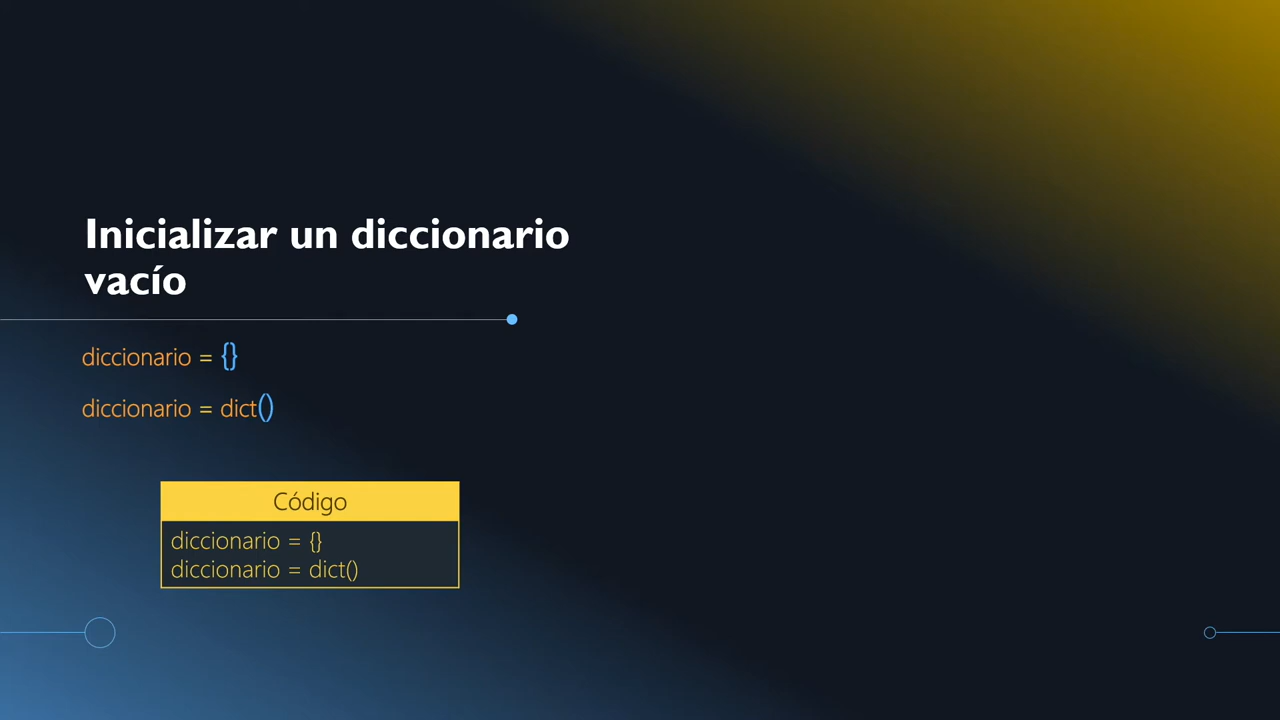 Inicializar un diccionario
vacío
diccionario = {}
diccionario = dict()
Código
diccionario = {}
diccionario = dict()